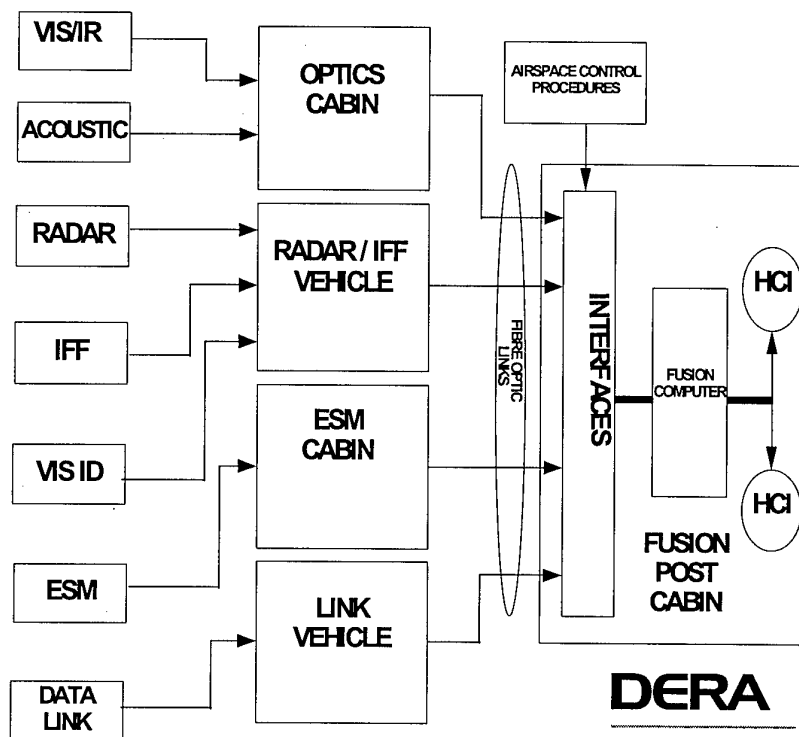 VIS/IR
ACOUSTIC
RADAR
IFF
VIS ID
ESM
DATA
LINK
OPTICS
CABIN
RADAR / IFF
VEHICLE
ESM
CABIN
LINK
VEHICLE
FIBRE OPTIC
LINKS
AIRSPACE CONTROL
PROCEDURES
INTERFACES
FUSION
COMPUTER
HCI
HCI
FUSION
POST
CABIN
DERA